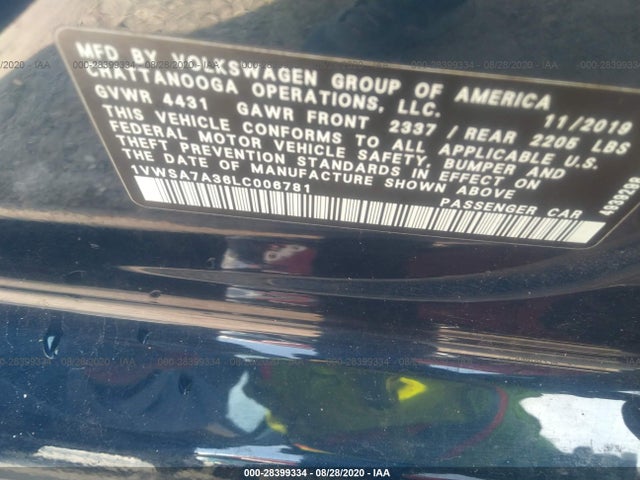 MFD BY VOLKSWAGEN GROUP OF AMERICA
CHATTANOOGA OPERATIONS, LLC.
11/2019
GVWR 4431 GAWR FRONT 2337 / REAR 2205 LBS
THIS VEHICLE CONFORMS TO ALL APPLICABLE U.S.
FEDERAL MOTOR VEHICLE SAFETY, BUMPER AND
THEFT PREVENTION STANDARDS IN EFFECT ON
THE DATE OF MANUFACTURE SHOWN ABOVE
1VWSA7A36LC006781
PASSENGER CAR
000-28399334 - 08/28/2020 - IAA